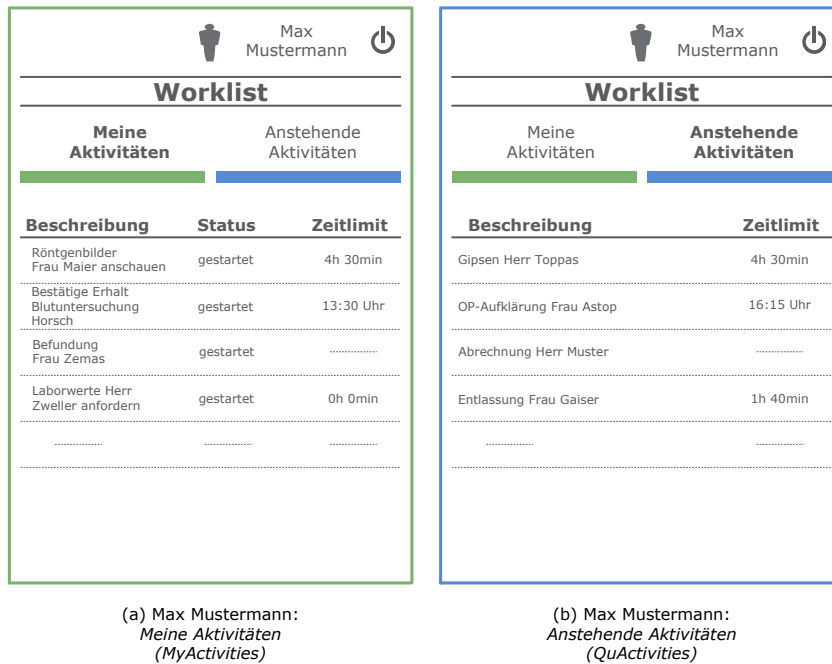 Max
Mustermann
Worklist
Meine
Aktivitäten
Anstehende
Aktivitäten
Beschreibung Status Zeitlimit
Röntgenbilder
Frau Maier anschauen gestartet 4h 30min
Bestätige Erhalt
Blutuntersuchung
Horsch gestartet 13:30 Uhr
Befundung
Frau Zemas gestartet
Laborwerte Herr
Zweller anfordern gestartet 0h 0min
(a) Max Mustermann:
Meine Aktivitäten
(MyActivities)
Max
Mustermann
Worklist
Meine
Aktivitäten
Anstehende
Aktivitäten
Beschreibung Zeitlimit
Gipsen Herr Toppas 4h 30min
OP-Aufklärung Frau Astop 16:15 Uhr
Abrechnung Herr Muster
Entlassung Frau Gaiser 1h 40min
(b) Max Mustermann:
Anstehende Aktivitäten
(QuActivities)